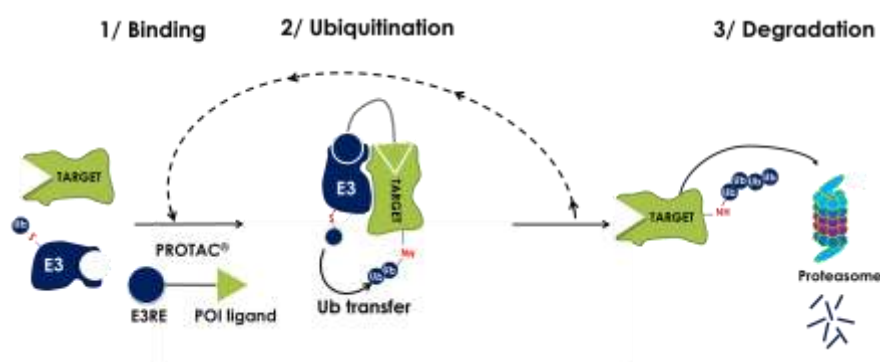 1/ Binding
2/ Ubiquitination
3/ Degradation
TARGET
Ub
S
E3
PROTAC®
E3RE
POI ligand
E3
TARGET
S
NH
Ub Ub
Ub transfer
TARGET
NH
Ub Ub Ub Ub
Proteasome